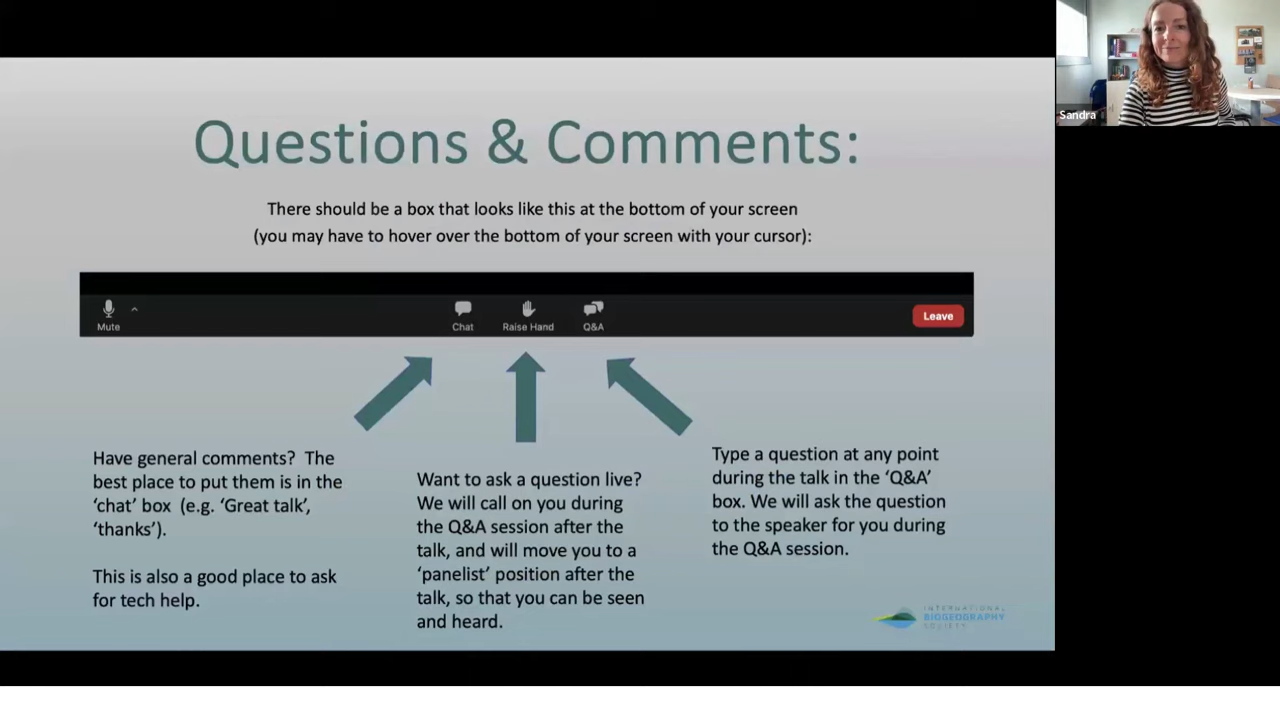 Sandra
Questions & Comments:
There should be a box that looks like this at the bottom of your screen
(you may have to hover over the bottom of your screen with your cursor):
Mute
Chat
Raise Hand
Q&A
Leave
Have general comments? The
best place to put them is in the
‘chat’ box (e.g. ‘Great talk’,
‘thanks’).
This is also a good place to ask
for tech help.
Want to ask a question live?
We will call on you during
the Q&A session after the
talk, and will move you to a
‘panelist’ position after the
talk, so that you can be seen
and heard.
Type a question at any point
during the talk in the ‘Q&A’
box. We will ask the question
to the speaker for you during
the Q&A session.
INTERNATIONAL
BIOGEOGRAPHY
SOCIETY